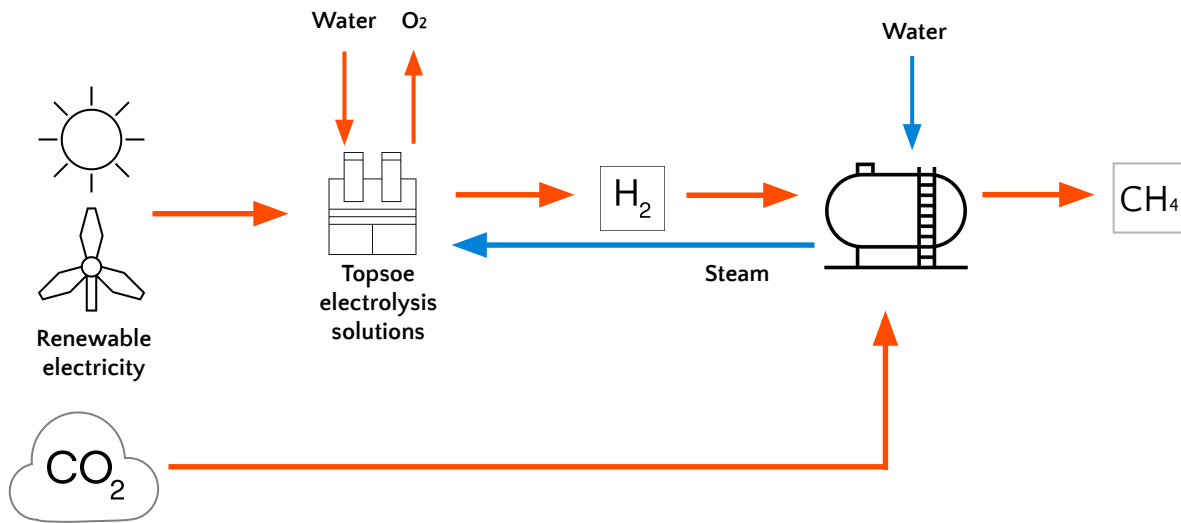 Water
O₂
Water
H₂
CH₄
Steam
Topsoe
electrolysis
solutions
Renewable
electricity
CO₂